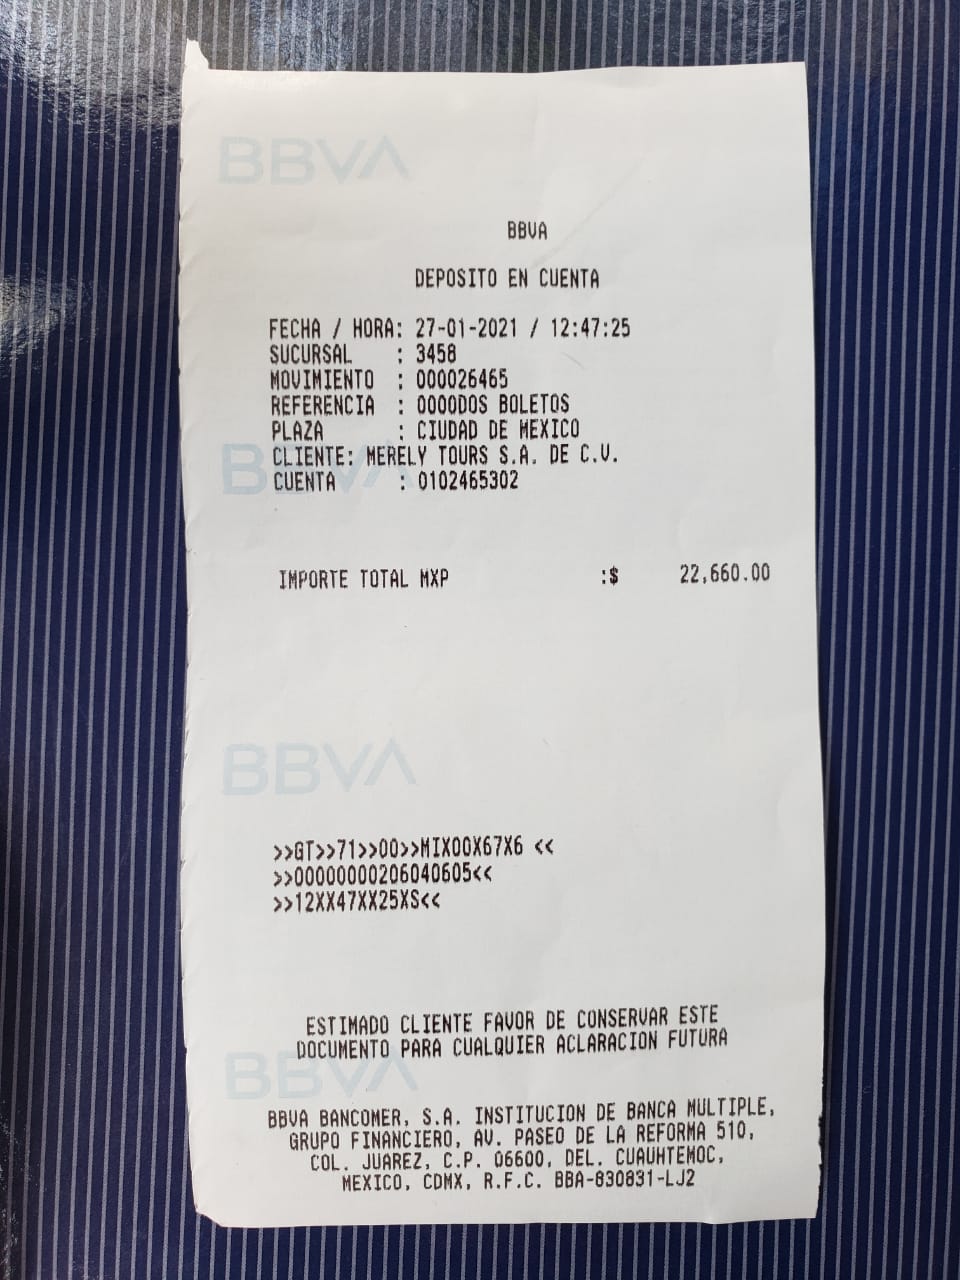 BBVA
BBVA
DEPOSITO EN CUENTA
FECHA / HORA: 27-01-2021 / 12:47:25
SUCURSAL : 3458
MOVIMIENTO : 000026465
REFERENCIA : 0000DOS BOLETOS
PLAZA : CIUDAD DE MEXICO
BBVA
CLIENTE: MERELY TOURS S.A. DE C.V.
CUENTA : 0102465302
IMPORTE TOTAL MXP :$ 22,660.00
BBVA
>>GT>>71>>00>>MIX00X67X6 <<
>>00000000206040605<<
>>12XX47XX25XS<<
ESTIMADO CLIENTE FAVOR DE CONSERVAR ESTE
DOCUMENTO PARA CUALQUIER ACLARACION FUTURA
BBVA
BBVA BANCOMER, S.A. INSTITUCION DE BANCA MULTIPLE,
GRUPO FINANCIERO, AV. PASEO DE LA REFORMA 510,
COL. JUAREZ, C.P. 06600, DEL. CUAUHTEMOC,
MEXICO, CDMX, R.F.C. BBA-830831-LJ2